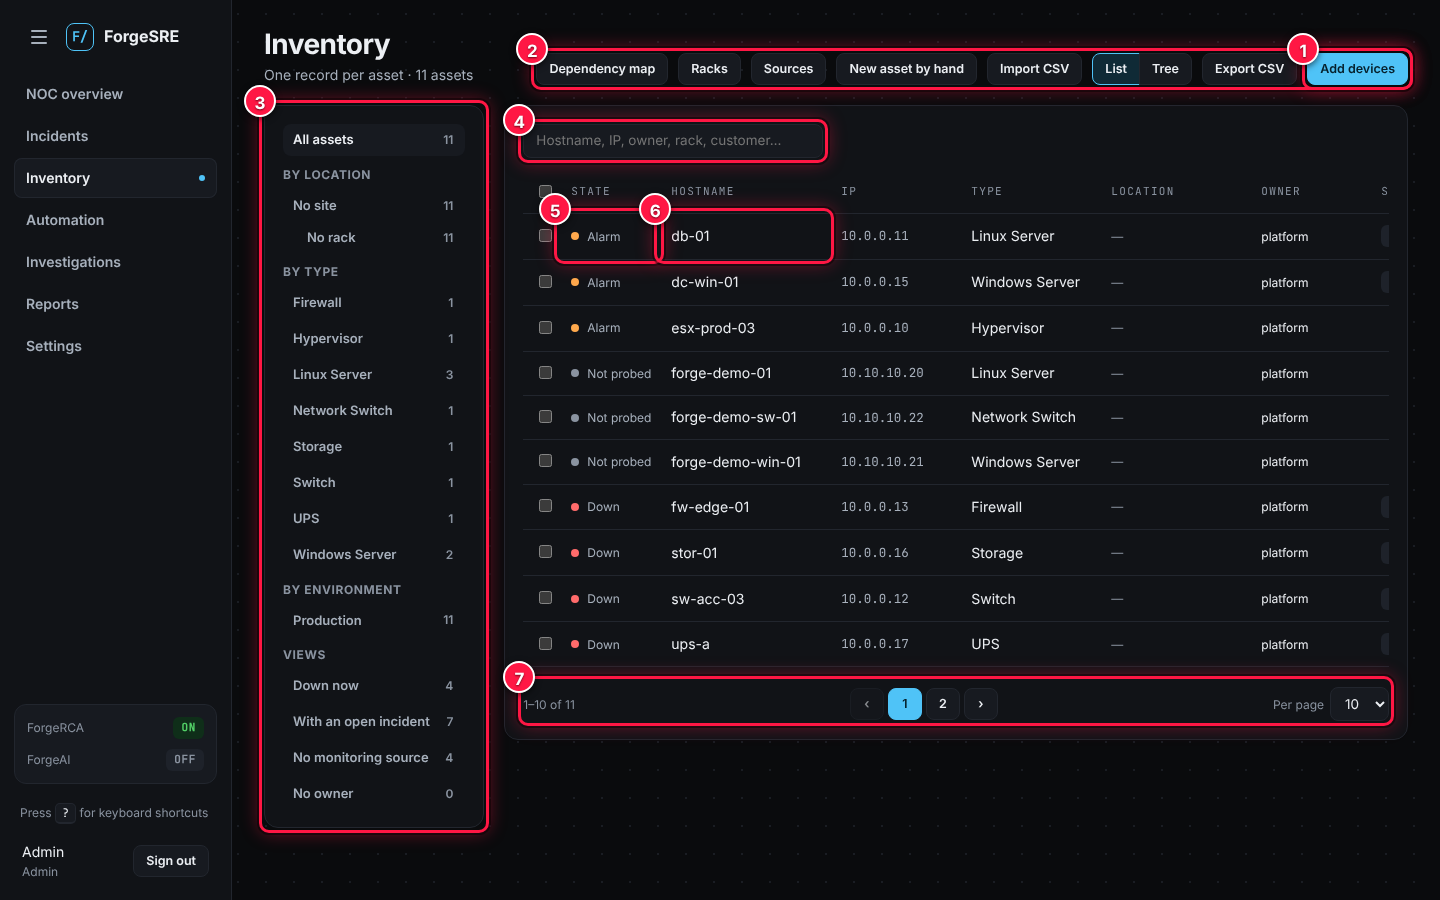 F/ ForgeSRE
NOC overview
Incidents
Inventory
Automation
Investigations
Reports
Settings
ForgeRCA ON
ForgeAI OFF
Press ? for keyboard shortcuts
Admin
Admin
Sign out
Inventory
One record per asset · 11 assets
2
1
Dependency map Racks Sources New asset by hand Import CSV List Tree Export CSV Add devices
3
All assets 11
BY LOCATION
No site 11
No rack 11
BY TYPE
Firewall 1
Hypervisor 1
Linux Server 3
Network Switch 1
Storage 1
Switch 1
UPS 1
Windows Server 2
BY ENVIRONMENT
Production 11
VIEWS
Down now 4
With an open incident 7
No monitoring source 4
No owner 0
4
Hostname, IP, owner, rack, customer...
STATE HOSTNAME IP TYPE LOCATION OWNER S
5 6
Alarm db-01 10.0.0.11 Linux Server — platform
Alarm dc-win-01 10.0.0.15 Windows Server — platform
Alarm esx-prod-03 10.0.0.10 Hypervisor — platform
Not probed forge-demo-01 10.10.10.20 Linux Server — platform
Not probed forge-demo-sw-01 10.10.10.22 Network Switch — platform
Not probed forge-demo-win-01 10.10.10.21 Windows Server — platform
Down fw-edge-01 10.0.0.13 Firewall — platform
Down stor-01 10.0.0.16 Storage — platform
Down sw-acc-03 10.0.0.12 Switch — platform
Down ups-a 10.0.0.17 UPS — platform
7
1–10 of 11 ‹ 1 2 › Per page 10